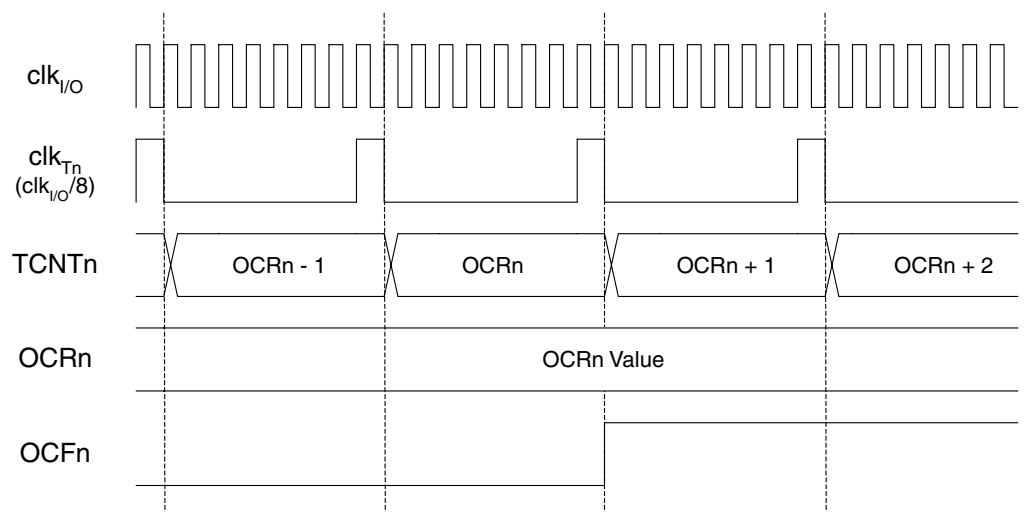 clkI/O
clkTn
(clkI/O/8)
TCNTn
OCRn - 1
OCRn
OCRn + 1
OCRn + 2
OCRn
OCRn Value
OCFn